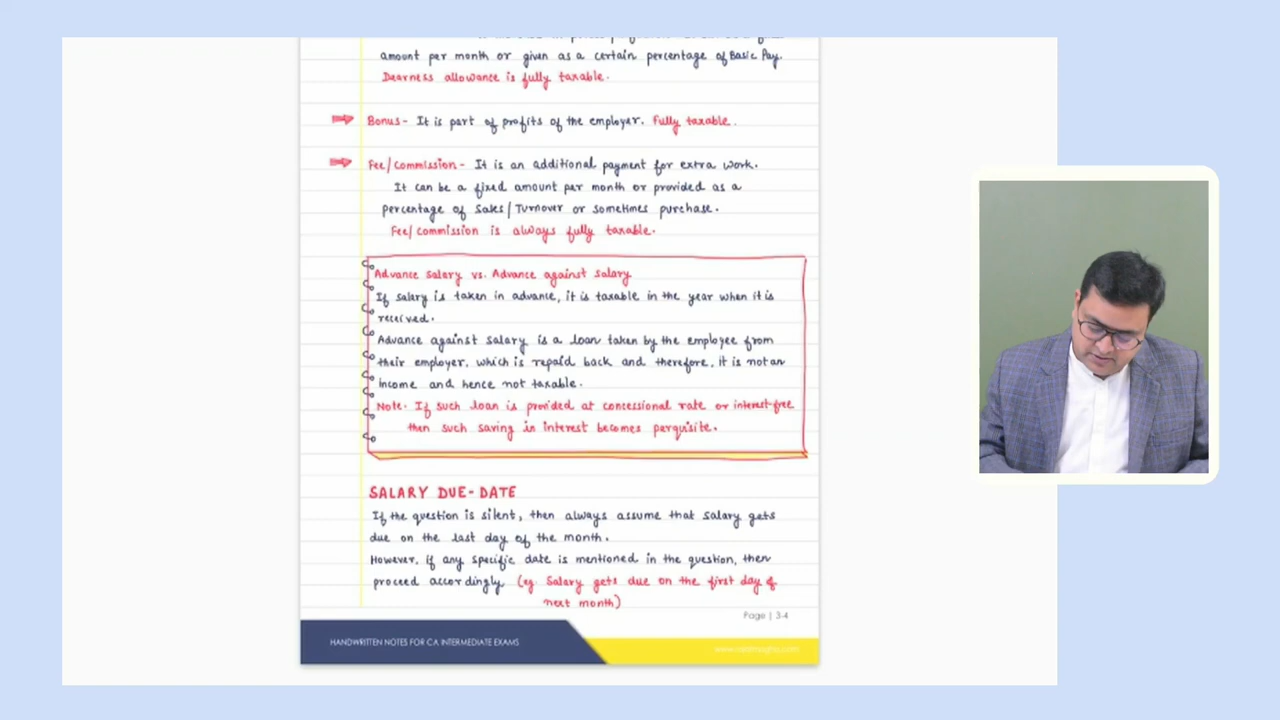 amount per month or given as a certain percentage of Basic Pay.
Dearness allowance is fully taxable.
Bonus- It is part of profits of the employer. Fully taxable.
Fee/Commission- It is an additional payment for extra work.
It can be a fixed amount per month or provided as a
percentage of Sales/Turnover or sometimes purchase.
Fee/commission is always fully taxable.
Advance Salary vs. Advance against Salary
If salary is taken in advance, it is taxable in the year when it is
received.
Advance against Salary is a loan taken by the employee from
their employer, which is repaid back and therefore, it is not an
income and hence not taxable.
Note- If such loan is provided at concessional rate or interest-free
then such saving in interest becomes perquisite.
SALARY DUE-DATE
If the question is silent, then always assume that salary gets
due on the last day of the month.
However, if any specific date is mentioned in the question, then
proceed accordingly (eg. Salary gets due on the first day of
next month)
Page | 3-4
HANDWRITTEN NOTES FOR CA INTERMEDIATE EXAMS